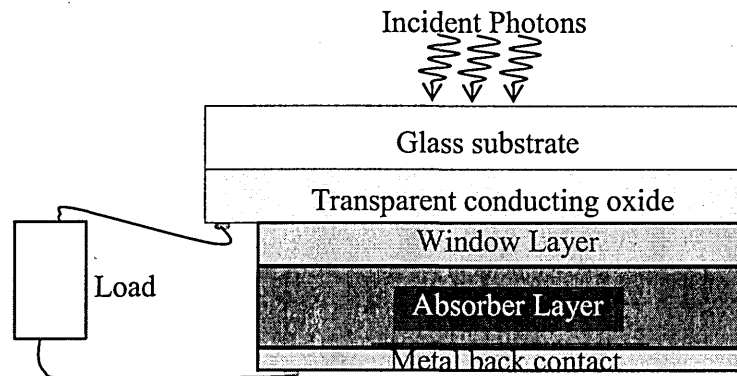 Incident Photons
Glass substrate
Transparent conducting oxide
Window Layer
Load
Absorber Layer
Metal back contact